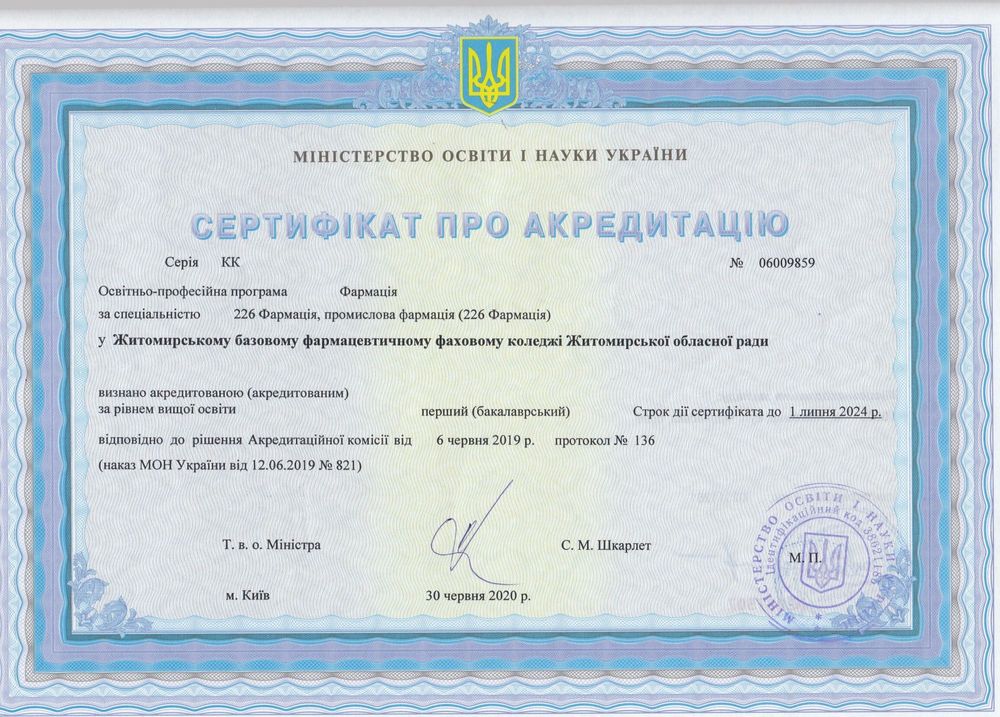 МІНІСТЕРСТВО ОСВІТИ І НАУКИ УКРАЇНИ
СЕРТИФІКАТ ПРО АКРЕДИТАЦІЮ
Серія КК № 06009859
Освітньо-професійна програма Фармація
за спеціальністю 226 Фармація, промислова фармація (226 Фармація)
у Житомирському базовому фармацевтичному фаховому коледжі Житомирської обласної ради
визнано акредитованою (акредитованим)
за рівнем вищої освіти перший (бакалаврський) Строк дії сертифіката до 1 липня 2024 р.
відповідно до рішення Акредитаційної комісії від 6 червня 2019 р. протокол № 136
(наказ МОН України від 12.06.2019 № 821)
Т. в. о. Міністра С. М. Шкарлет М. П.
м. Київ 30 червня 2020 р.
МІНІСТЕРСТВО ОСВІТИ І НАУКИ
Ідентифікаційний код 38621185